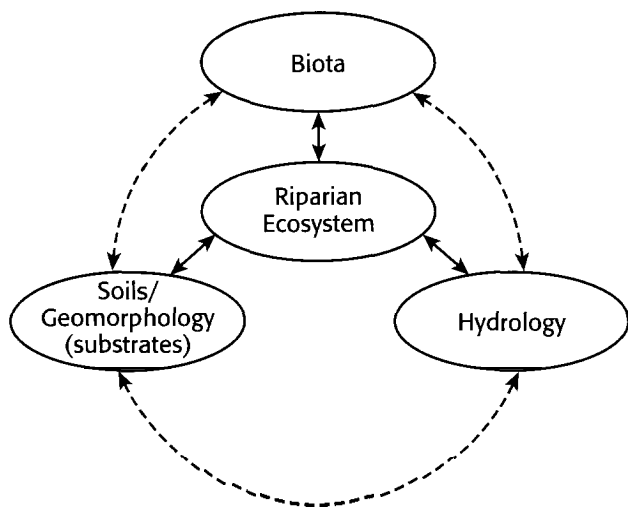 Biota
Riparian
Ecosystem
Soils/
Geomorphology
(substrates)
Hydrology